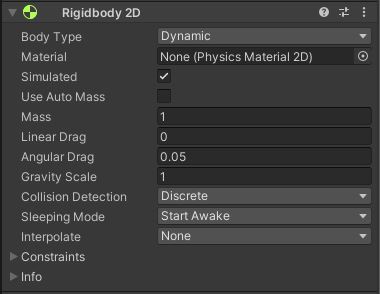 Rigidbody 2D
Body Type Dynamic
Material None (Physics Material 2D)
Simulated
Use Auto Mass
Mass 1
Linear Drag 0
Angular Drag 0.05
Gravity Scale 1
Collision Detection Discrete
Sleeping Mode Start Awake
Interpolate None
Constraints
Info